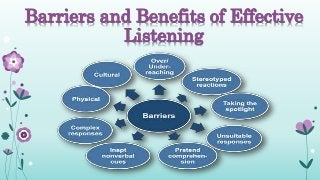 Barriers and Benefits of Effective
Listening
Over/
Under-
reaching
Stereotyped
reactions
Taking the
spotlight
Unsuitable
responses
Pretend
comprehen-
sion
Inept
nonverbal
cues
Complex
responses
Physical
Cultural
Barriers